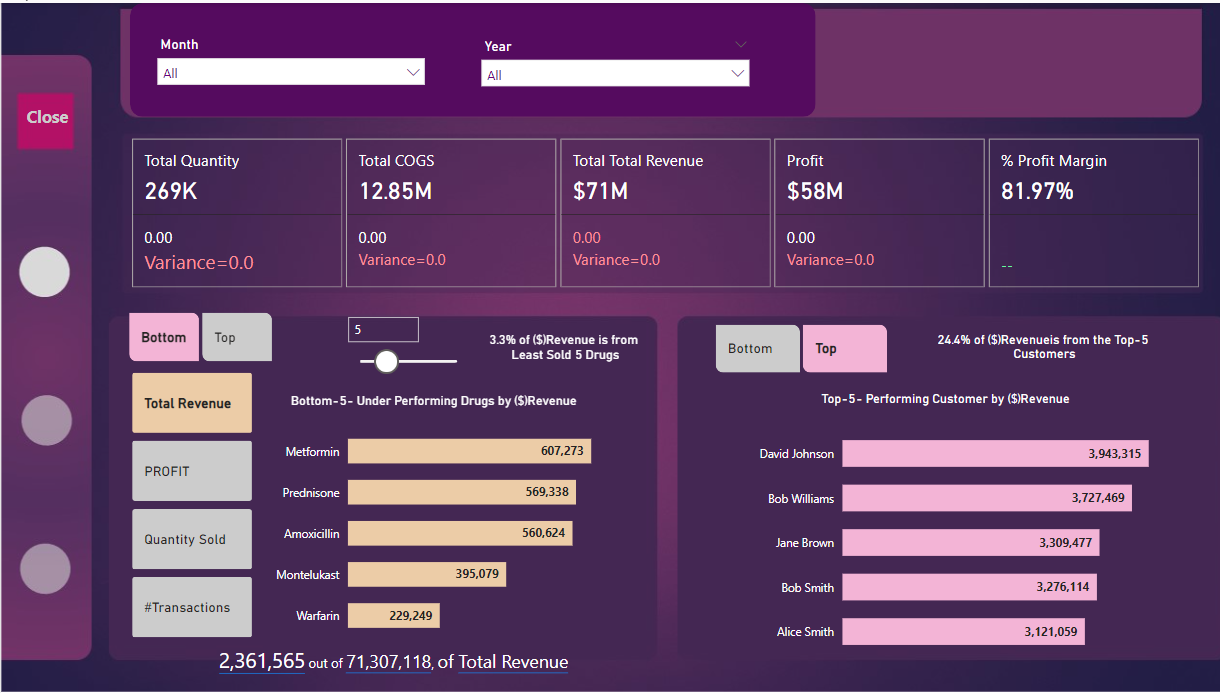 Month
Year
All
All
Close
Total Quantity
269K
0.00
Variance=0.0
Total COGS
12.85M
0.00
Variance=0.0
Total Total Revenue
$71M
0.00
Variance=0.0
Profit
$58M
0.00
Variance=0.0
% Profit Margin
81.97%
--
Bottom
Top
5
3.3% of ($)Revenue is from
Least Sold 5 Drugs
Total Revenue
PROFIT
Quantity Sold
#Transactions
Bottom-5- Under Performing Drugs by ($)Revenue
Metformin 607,273
Prednisone 569,338
Amoxicillin 560,624
Montelukast 395,079
Warfarin 229,249
2,361,565 out of 71,307,118, of Total Revenue
Bottom
Top
24.4% of ($)Revenueis from the Top-5
Customers
Top-5- Performing Customer by ($)Revenue
David Johnson 3,943,315
Bob Williams 3,727,469
Jane Brown 3,309,477
Bob Smith 3,276,114
Alice Smith 3,121,059